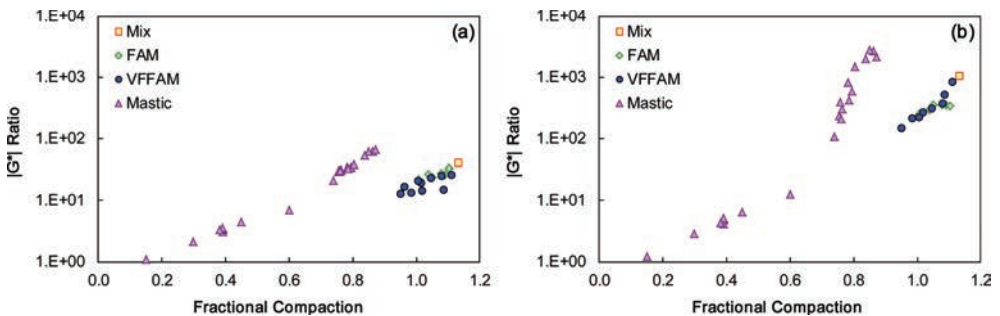 1.E+04
(a)
Mix
FAM
VFFAM
Mastic
1.E+03
1.E+02
1.E+01
1.E+00
|G*| Ratio
0.0 0.2 0.4 0.6 0.8 1.0 1.2
Fractional Compaction
1.E+04
(b)
Mix
FAM
VFFAM
Mastic
1.E+03
1.E+02
1.E+01
1.E+00
|G*| Ratio
0.0 0.2 0.4 0.6 0.8 1.0 1.2
Fractional Compaction